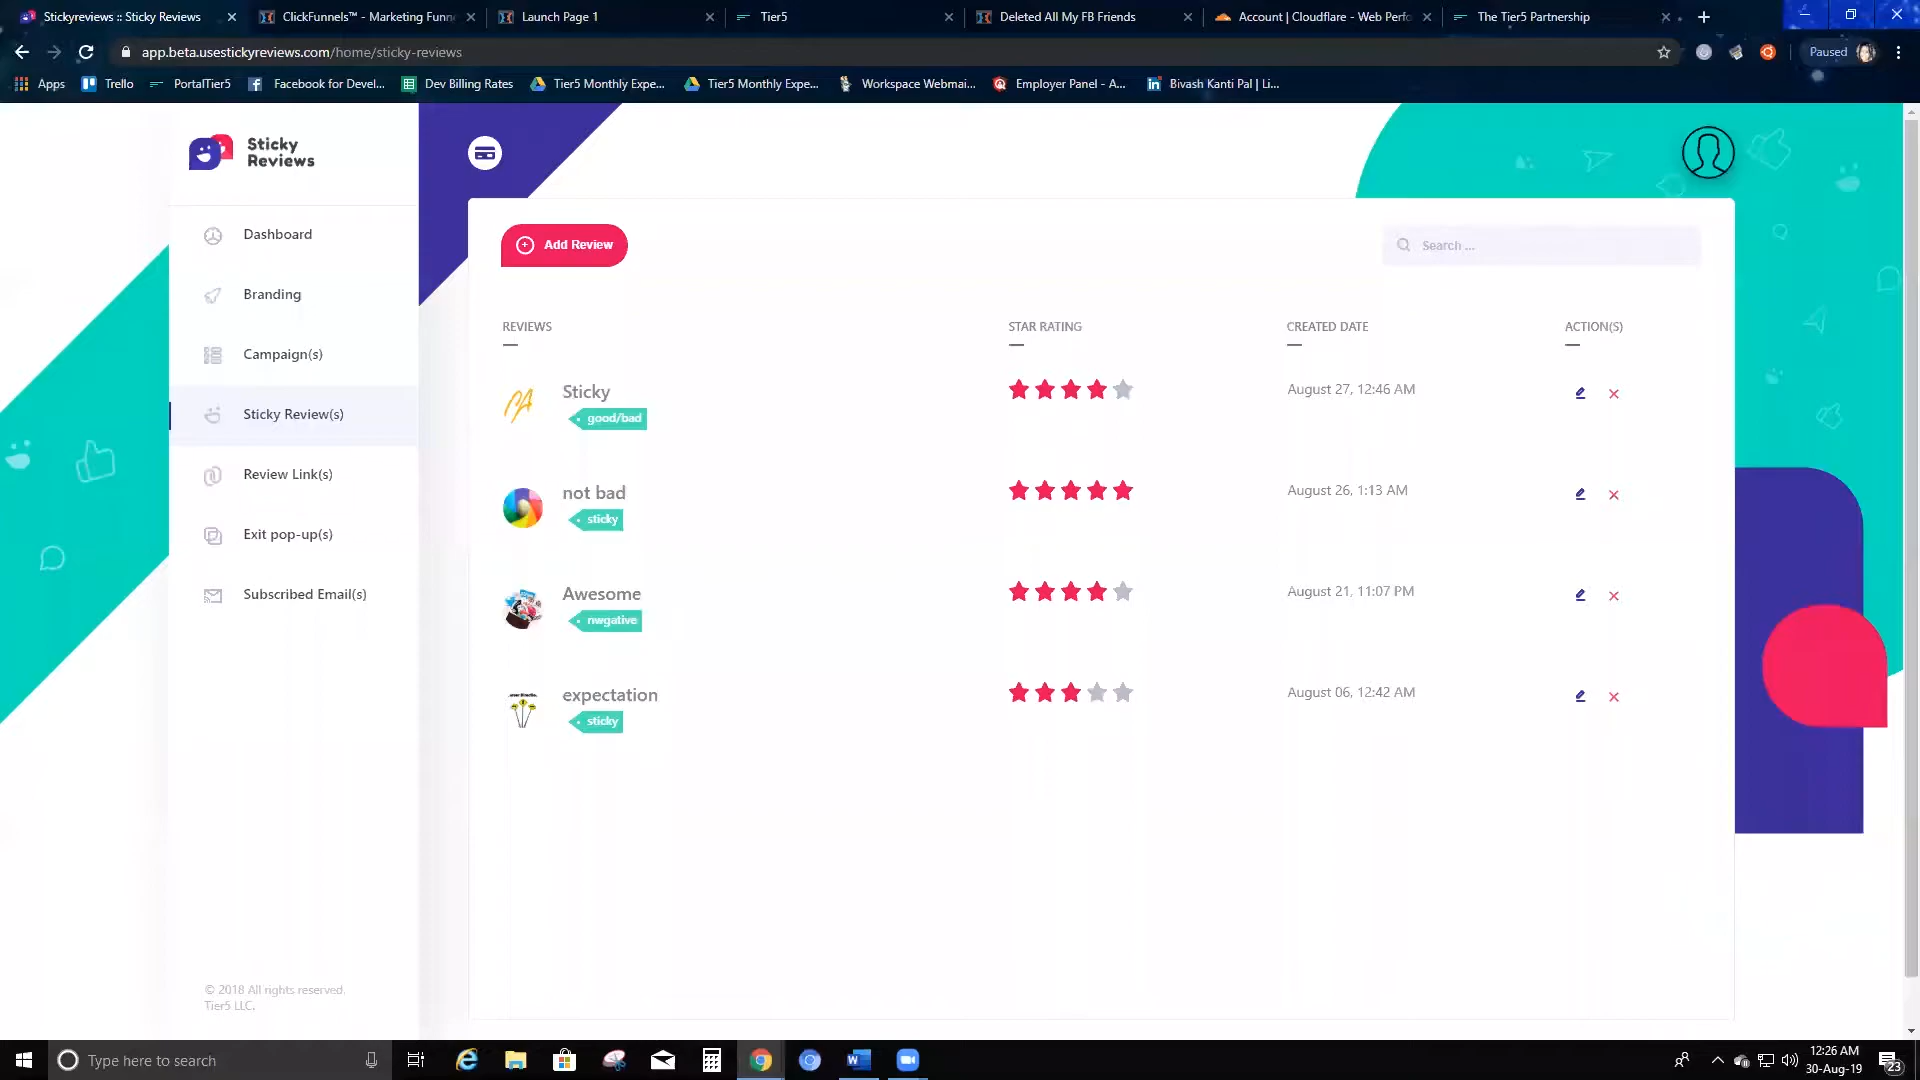 Stickyreviews :: Sticky Reviews
ClickFunnels™ - Marketing Funn
Launch Page 1
Tier5
Deleted All My FB Friends
Account | Cloudflare - Web Perfo
The Tier5 Partnership
app.beta.usestickyreviews.com/home/sticky-reviews
Paused
Apps
Trello
PortalTier5
Facebook for Devel...
Dev Billing Rates
Tier5 Monthly Expe...
Tier5 Monthly Expe...
Workspace Webmai...
Employer Panel - A...
Bivash Kanti Pal | Li...
Sticky
Reviews
Dashboard
Branding
Campaign(s)
Sticky Review(s)
Review Link(s)
Exit pop-up(s)
Subscribed Email(s)
© 2018 All rights reserved.
Tier5 LLC.
Add Review
Search ...
REVIEWS
STAR RATING
CREATED DATE
ACTION(S)
Sticky
good/bad
August 27, 12:46 AM
not bad
sticky
August 26, 1:13 AM
Awesome
nwgative
August 21, 11:07 PM
expectation
sticky
August 06, 12:42 AM
Type here to search
12:26 AM
30-Aug-19
23